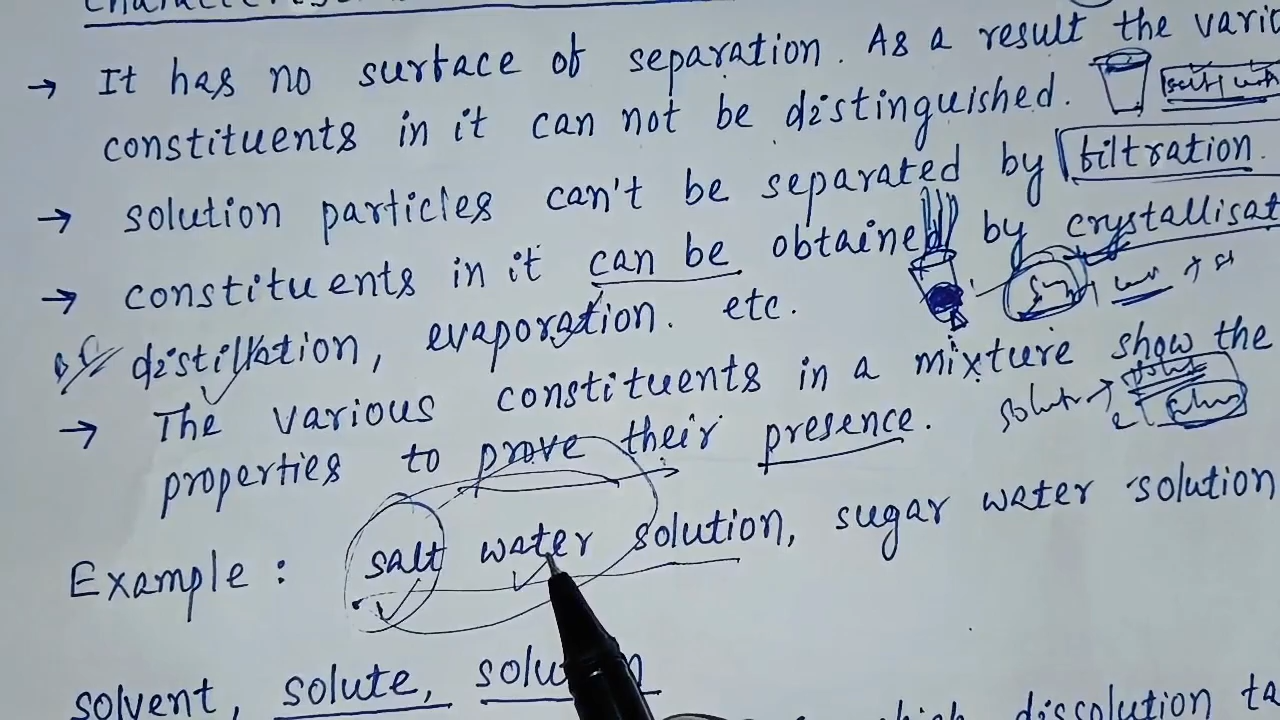 → It has no surface of separation. As a result the
constituents in it can not be distinguished.
→ solution particles can't be separated by filtration.
→ constituents in it can be obtained by
distillation, evaporation. etc.
→ The various constituents in a mixture show the
properties to prove their presence.
Example : salt water solution, sugar water solution
solvent, solute,